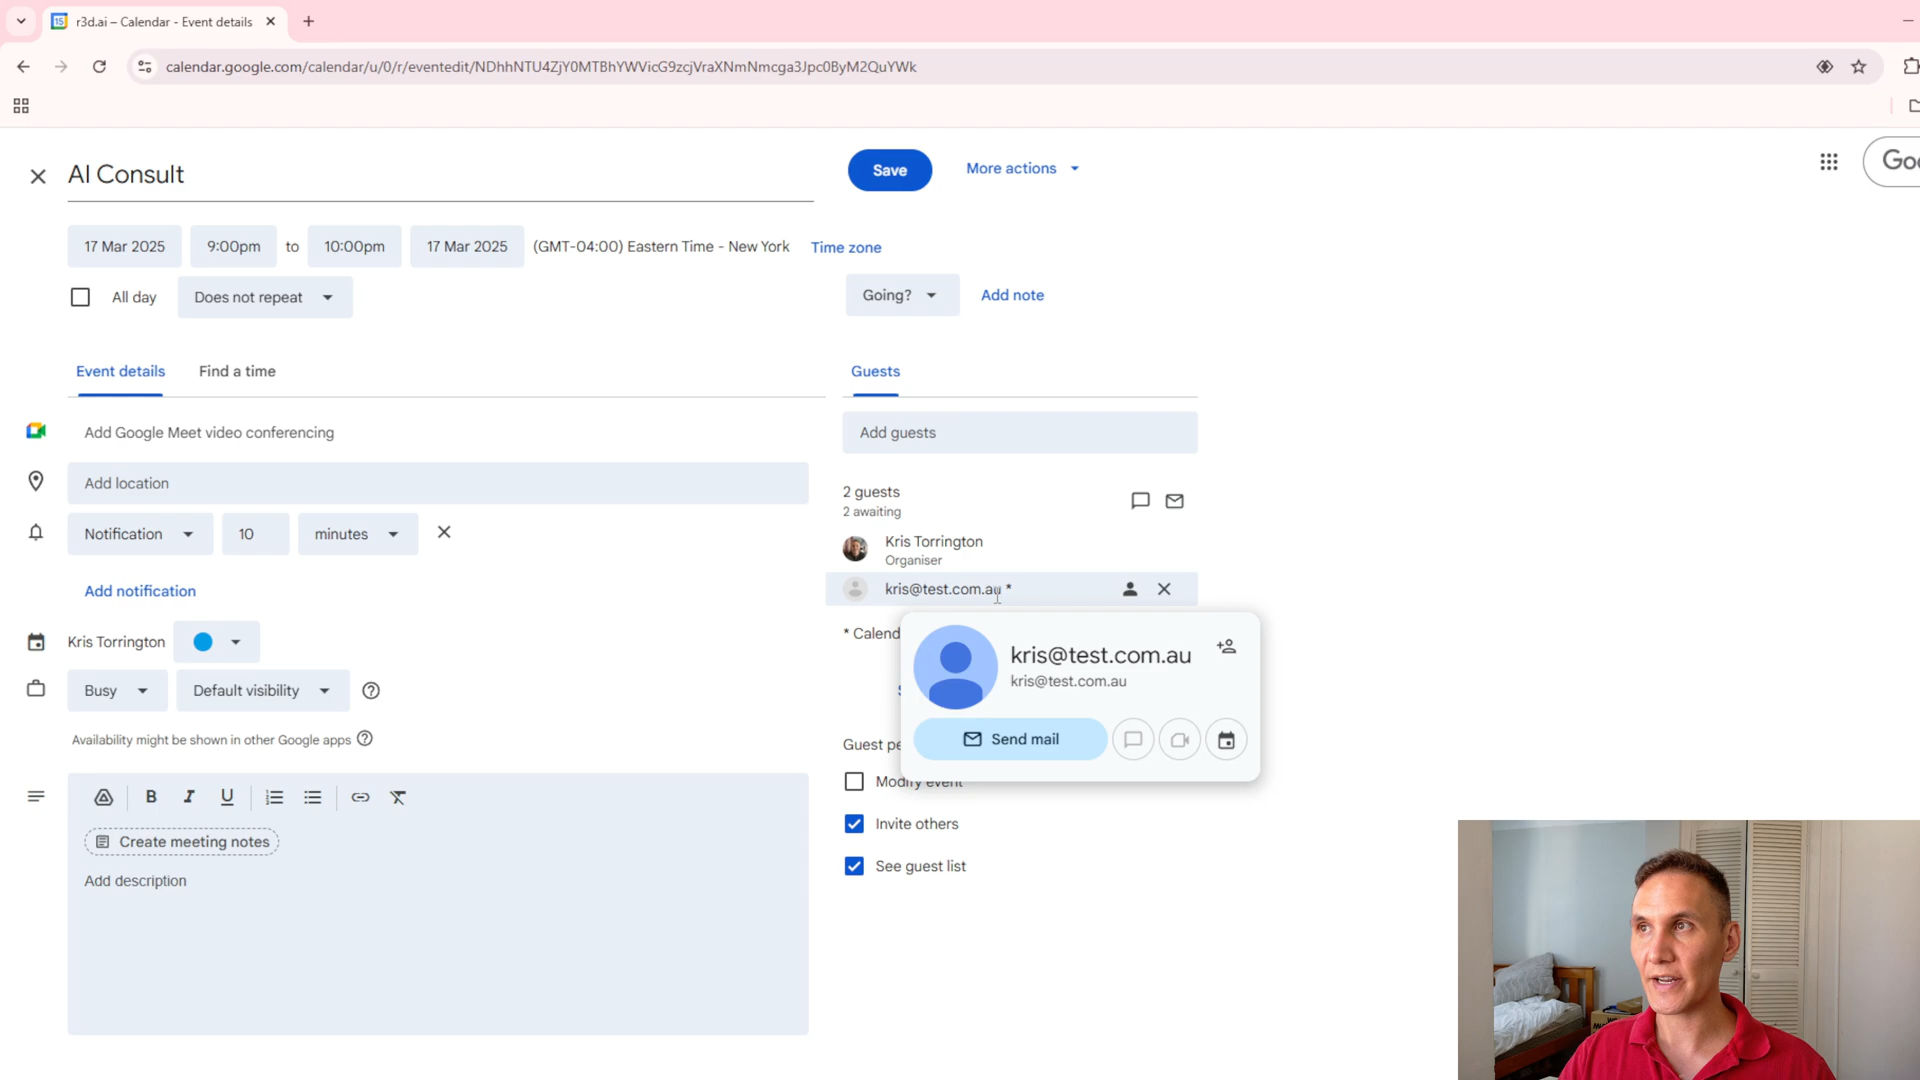 r3d.ai – Calendar - Event details
calendar.google.com/calendar/u/0/r/eventedit/NDhhNTU4ZjY0MTBhYWVicG9zcjVraXNmNmcga3Jpc0ByM2QuYWk
AI Consult
Save
More actions
Goo
17 Mar 2025
9:00pm
to
10:00pm
17 Mar 2025
(GMT-04:00) Eastern Time - New York
Time zone
All day
Does not repeat
Going?
Add note
Event details
Find a time
Guests
Add Google Meet video conferencing
Add guests
Add location
2 guests
2 awaiting
Notification
10
minutes
Kris Torrington
Organiser
Add notification
kris@test.com.au *
Kris Torrington
* Calend
kris@test.com.au
kris@test.com.au
Busy
Default visibility
Send mail
Availability might be shown in other Google apps
Guest pe
Modify event
Create meeting notes
Invite others
Add description
See guest list